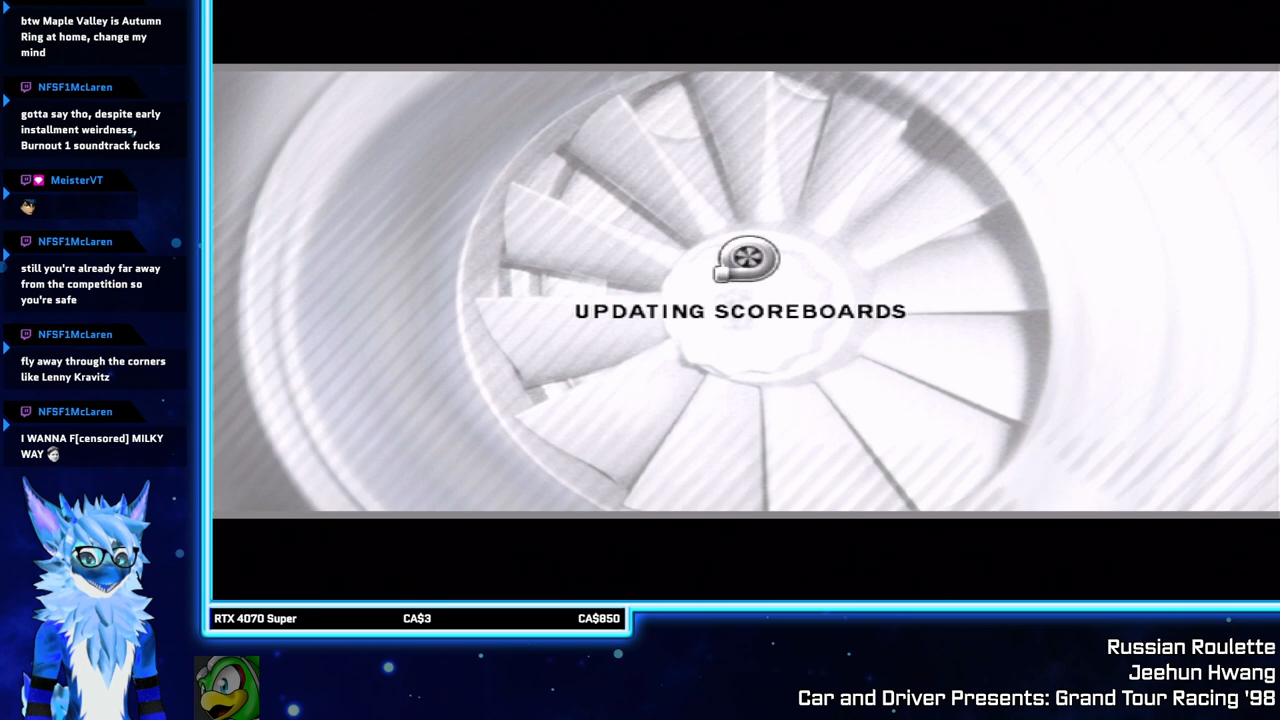 btw Maple Valley is Autumn
Ring at home, change my
mind
NFSF1McLaren
gotta say tho, despite early
installment weirdness,
Burnout 1 soundtrack fucks
MeisterVT
NFSF1McLaren
still you're already far away
from the competition so
you're safe
NFSF1McLaren
fly away through the corners
like Lenny Kravitz
NFSF1McLaren
I WANNA F[censored] MILKY
WAY
UPDATING SCOREBOARDS
RTX 4070 Super CA$3 CA$850
Russian Roulette
Jeehun Hwang
Car and Driver Presents: Grand Tour Racing '98